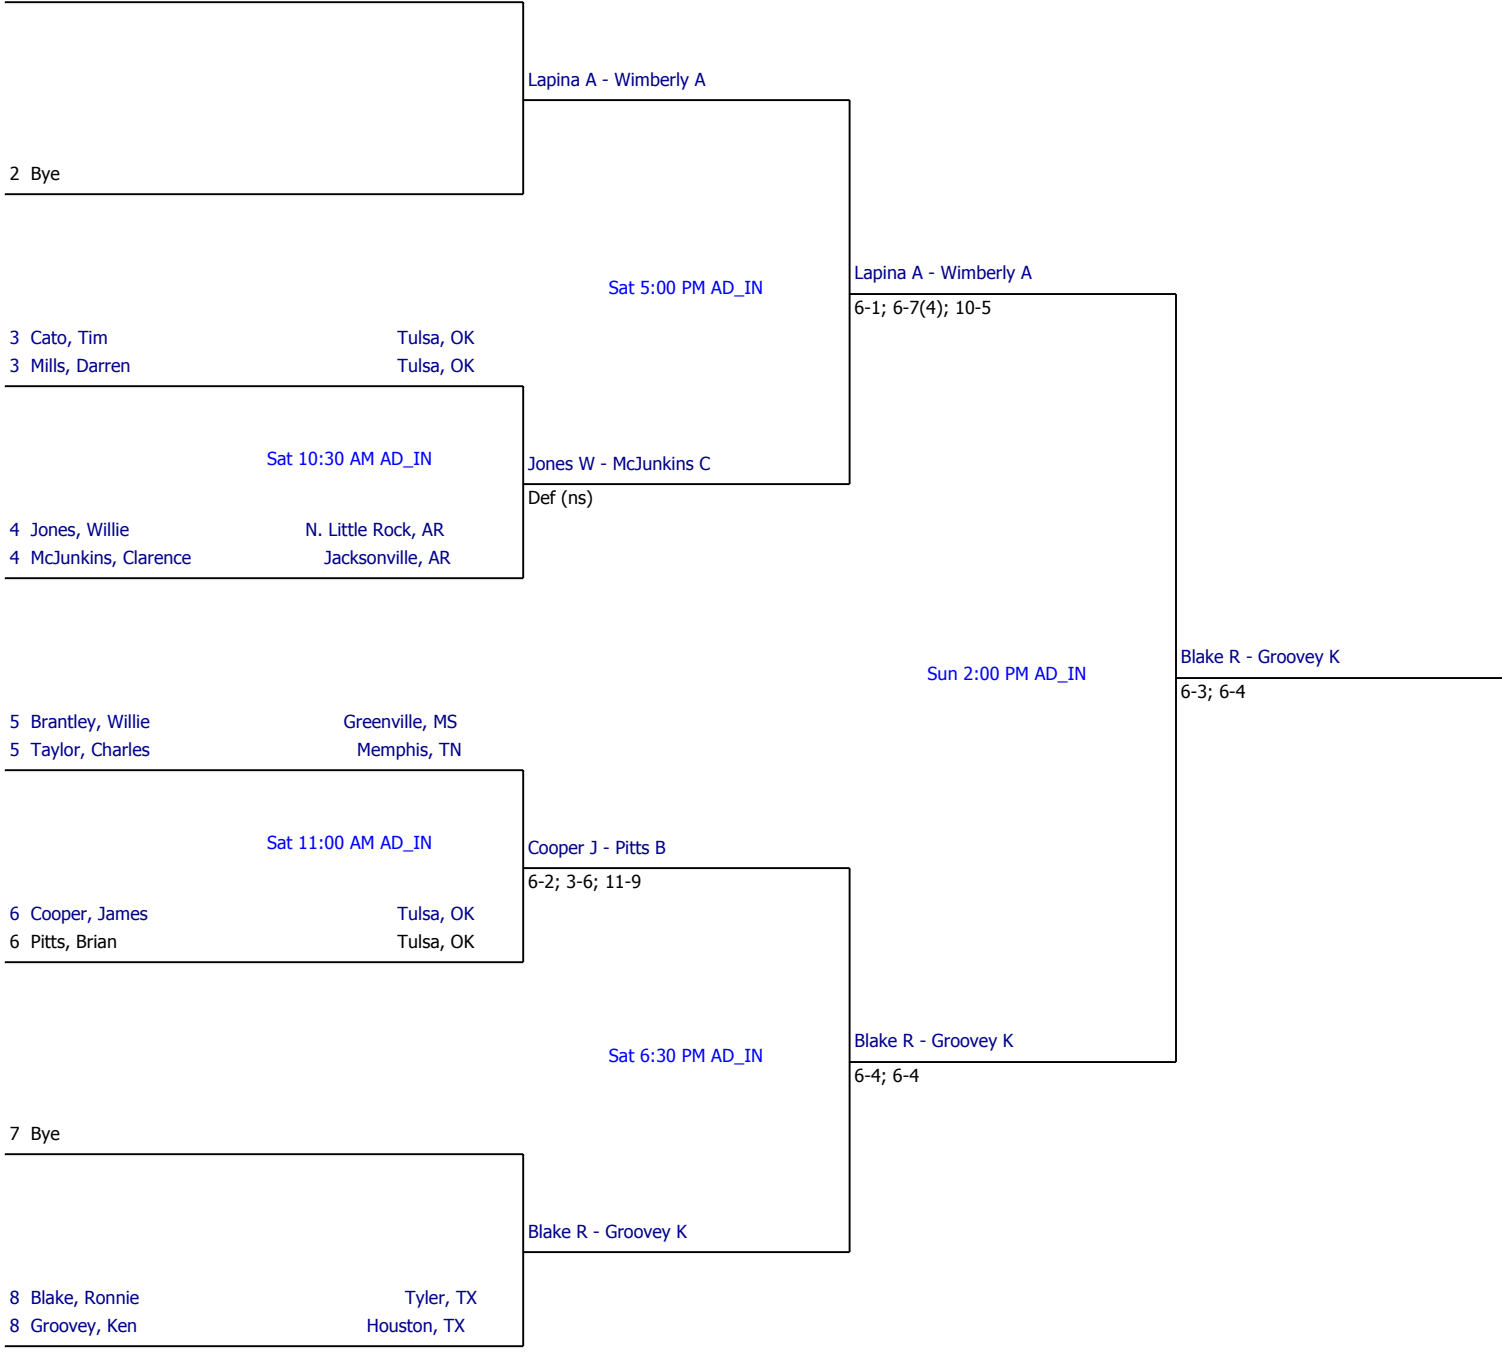 Lapina A - Wimberly A
2 Bye
Lapina A - Wimberly A
Sat 5:00 PM AD_IN
6-1; 6-7(4); 10-5
3 Cato, Tim Tulsa, OK
3 Mills, Darren Tulsa, OK
Sat 10:30 AM AD_IN
Jones W - McJunkins C
Def (ns)
4 Jones, Willie N. Little Rock, AR
4 McJunkins, Clarence Jacksonville, AR
Blake R - Groovey K
Sun 2:00 PM AD_IN
6-3; 6-4
5 Brantley, Willie Greenville, MS
5 Taylor, Charles Memphis, TN
Sat 11:00 AM AD_IN
Cooper J - Pitts B
6-2; 3-6; 11-9
6 Cooper, James Tulsa, OK
6 Pitts, Brian Tulsa, OK
Blake R - Groovey K
Sat 6:30 PM AD_IN
6-4; 6-4
7 Bye
Blake R - Groovey K
8 Blake, Ronnie Tyler, TX
8 Groovey, Ken Houston, TX